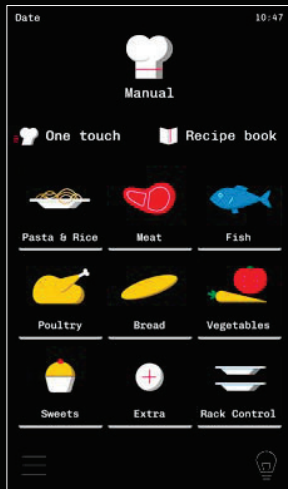 Date 10:47
Manual
One touch Recipe book
Pasta & Rice Meat Fish
Poultry Bread Vegetables
Sweets Extra Rack Control